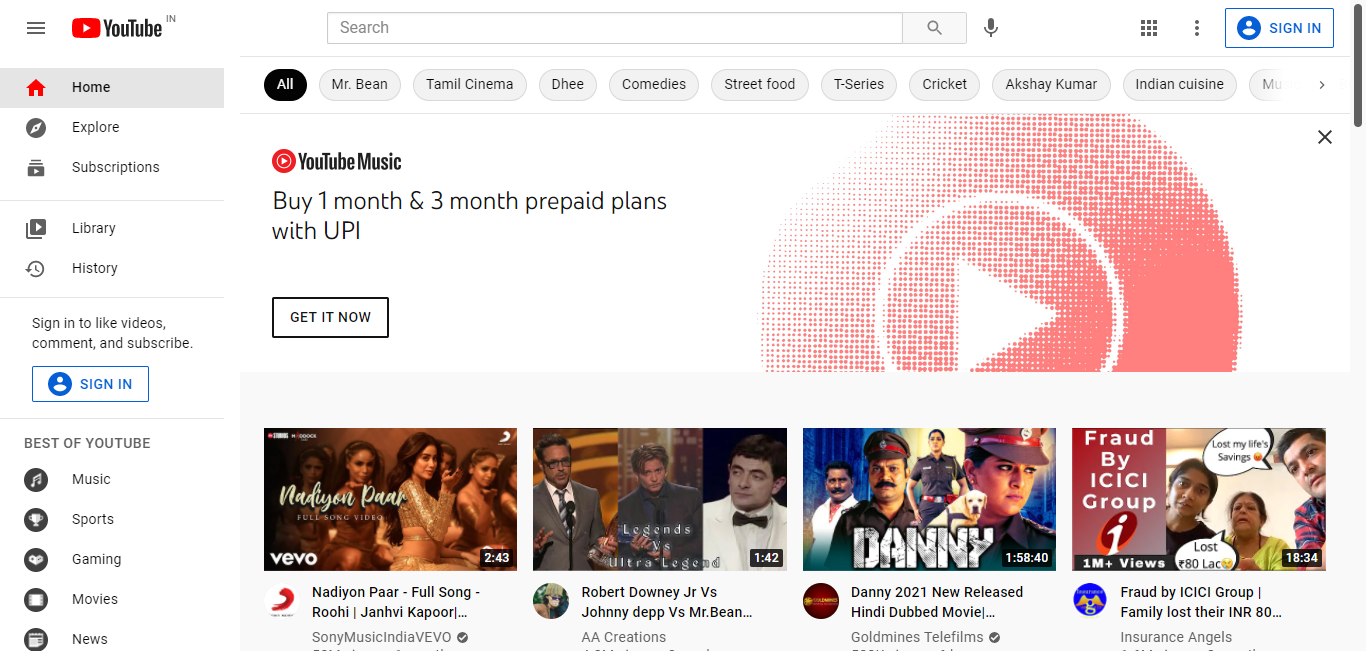 YouTube IN
Search
SIGN IN
Home
Explore
Subscriptions
Library
History
Sign in to like videos,
comment, and subscribe.
SIGN IN
BEST OF YOUTUBE
Music
Sports
Gaming
Movies
News
All Mr. Bean Tamil Cinema Dhee Comedies Street food T-Series Cricket Akshay Kumar Indian cuisine
YouTube Music
Buy 1 month & 3 month prepaid plans
with UPI
GET IT NOW
Nadiyon Paar
FULL SONG VIDEO
vevo
2:43
Nadiyon Paar - Full Song -
Roohi | Janhvi Kapoor|...
SonyMusicIndiaVEVO
Legends
Vs
Ultra Legend
1:42
Robert Downey Jr Vs
Johnny depp Vs Mr.Bean...
AA Creations
DANNY
1:58:40
Danny 2021 New Released
Hindi Dubbed Movie|...
Goldmines Telefilms
Fraud
By
ICICI
Group
1M+ Views
Lost my life's
Savings
Lost
₹80 Lac
18:34
Fraud by ICICI Group |
Family lost their INR 80...
Insurance Angels